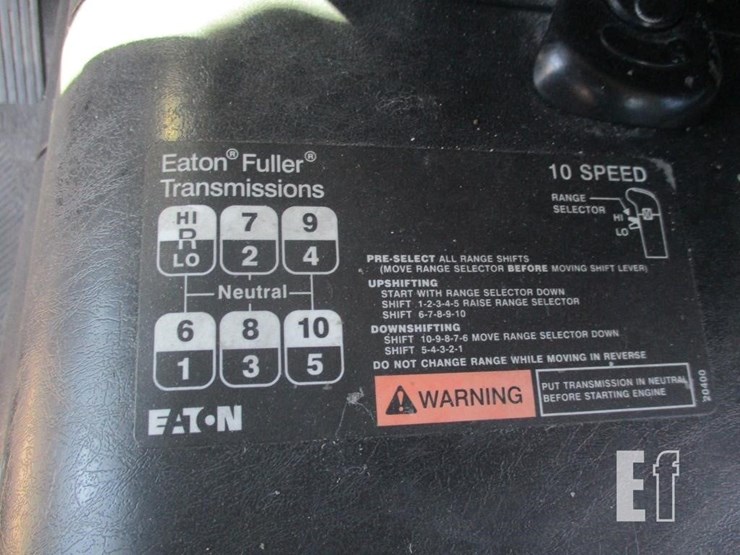 Eaton® Fuller®
Transmissions
10 SPEED
RANGE
SELECTOR
HI
LO
HI
R
LO
7
2
9
4
Neutral
6
1
8
3
10
5
EATON
PRE-SELECT ALL RANGE SHIFTS
(MOVE RANGE SELECTOR BEFORE MOVING SHIFT LEVER)
UPSHIFTING
START WITH RANGE SELECTOR DOWN
SHIFT 1-2-3-4-5 RAISE RANGE SELECTOR
SHIFT 6-7-8-9-10
DOWNSHIFTING
SHIFT 10-9-8-7-6 MOVE RANGE SELECTOR DOWN
SHIFT 5-4-3-2-1
DO NOT CHANGE RANGE WHILE MOVING IN REVERSE
WARNING
PUT TRANSMISSION IN NEUTRAL
BEFORE STARTING ENGINE
20400
Ef